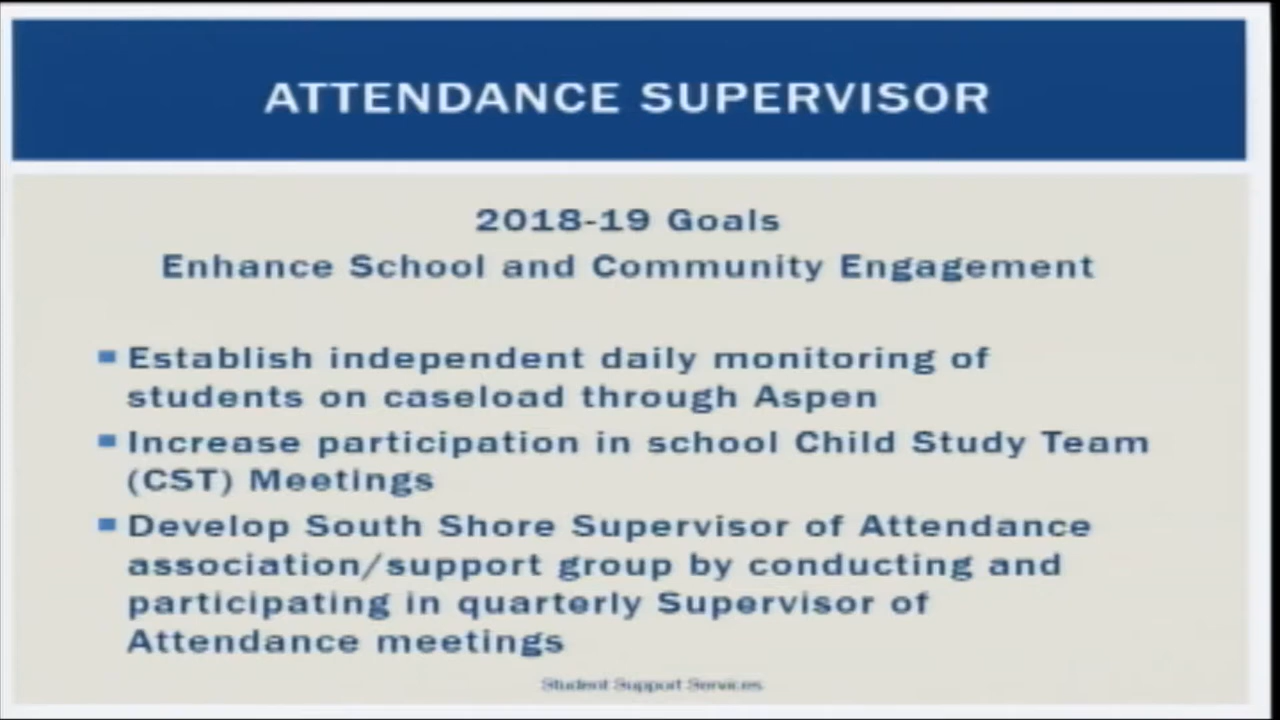 ATTENDANCE SUPERVISOR
2018-19 Goals
Enhance School and Community Engagement
Establish independent daily monitoring of
students on caseload through Aspen
Increase participation in school Child Study Team
(CST) Meetings
Develop South Shore Supervisor of Attendance
association/support group by conducting and
participating in quarterly Supervisor of
Attendance meetings
Student Support Services